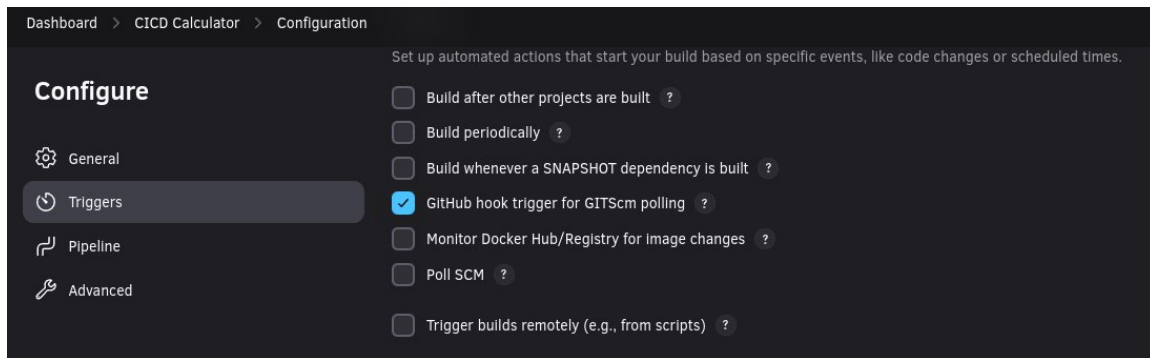 Dashboard > CICD Calculator > Configuration
Set up automated actions that start your build based on specific events, like code changes or scheduled times.
Configure
General
Triggers
Pipeline
Advanced
Build after other projects are built ?
Build periodically ?
Build whenever a SNAPSHOT dependency is built ?
GitHub hook trigger for GITScm polling ?
Monitor Docker Hub/Registry for image changes ?
Poll SCM ?
Trigger builds remotely (e.g., from scripts) ?